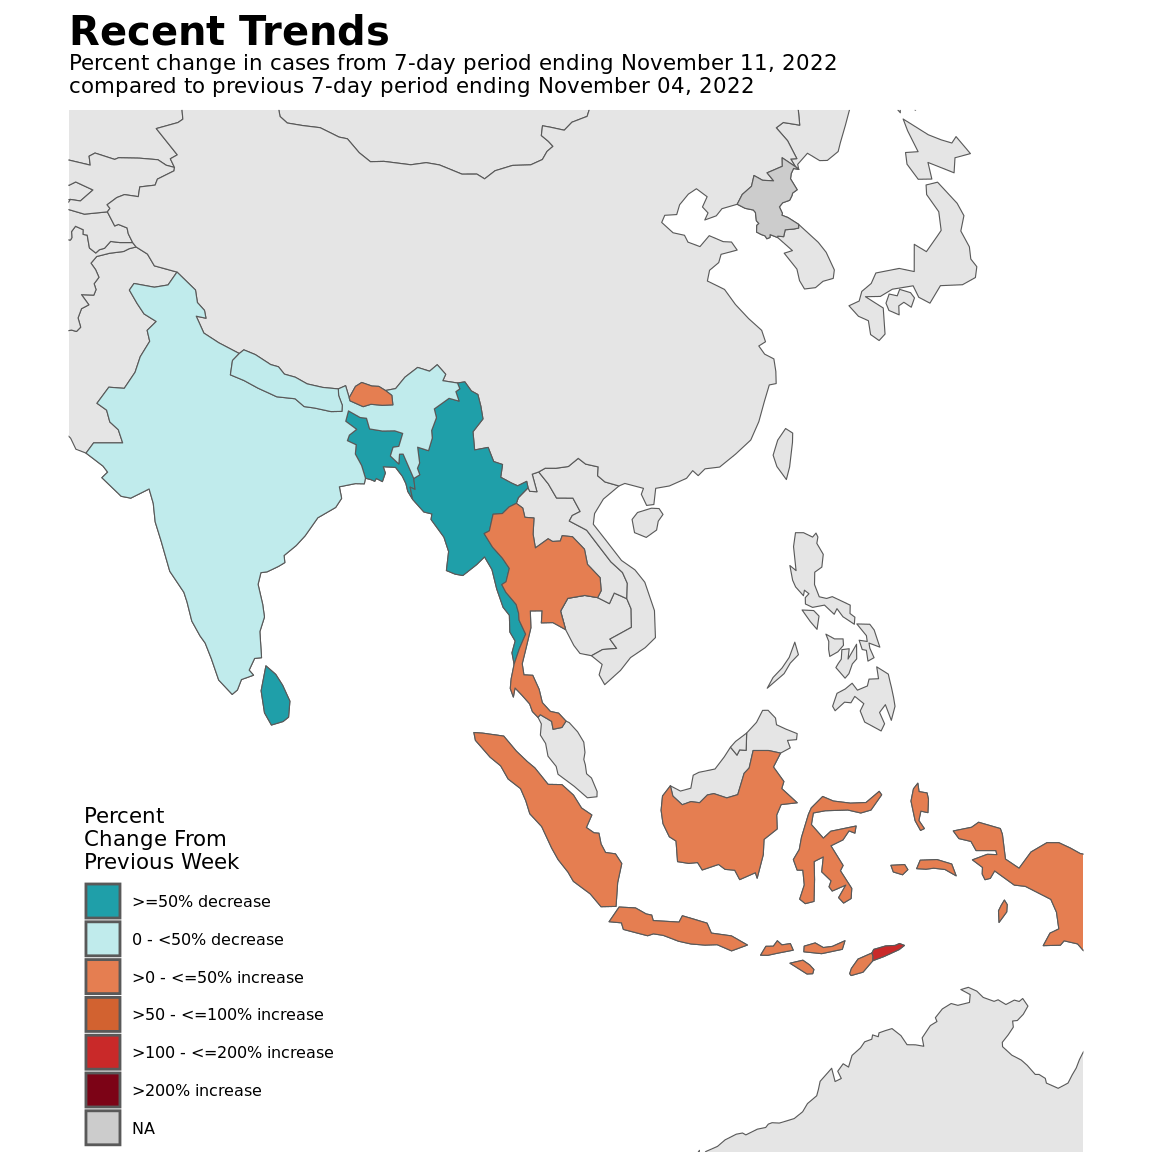 Recent Trends
Percent change in cases from 7-day period ending November 11, 2022
compared to previous 7-day period ending November 04, 2022
Percent
Change From
Previous Week
>=50% decrease
0 - <50% decrease
>0 - <=50% increase
>50 - <=100% increase
>100 - <=200% increase
>200% increase
NA